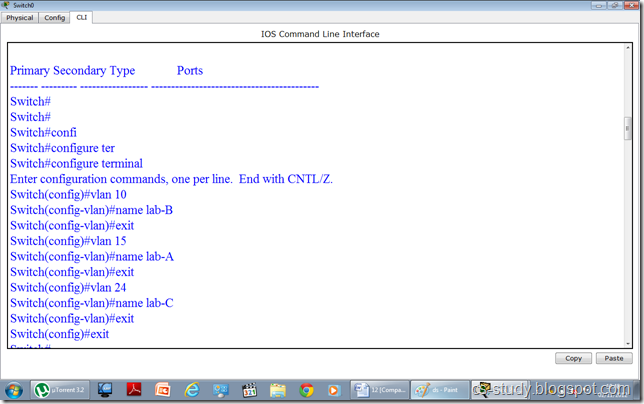 Switch0
Physical Config CLI
IOS Command Line Interface
Primary Secondary Type Ports
------- --------- ----------------- ------------------------------------------
Switch#
Switch#
Switch#confi
Switch#configure ter
Switch#configure terminal
Enter configuration commands, one per line. End with CNTL/Z.
Switch(config)#vlan 10
Switch(config-vlan)#name lab-B
Switch(config-vlan)#exit
Switch(config)#vlan 15
Switch(config-vlan)#name lab-A
Switch(config-vlan)#exit
Switch(config)#vlan 24
Switch(config-vlan)#name lab-C
Switch(config-vlan)#exit
Switch(config)#exit
Switch#
Copy Paste
µTorrent 3.2
12 [Compa...
ds - Paint
cs-study.blogspot.com